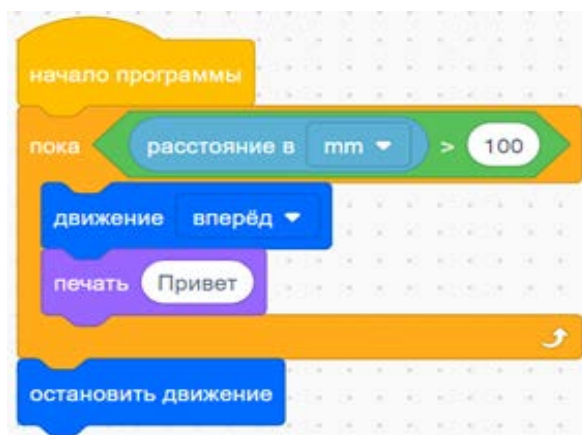 начало программы
пока расстояние в mm > 100
движение вперёд
печать Привет
остановить движение